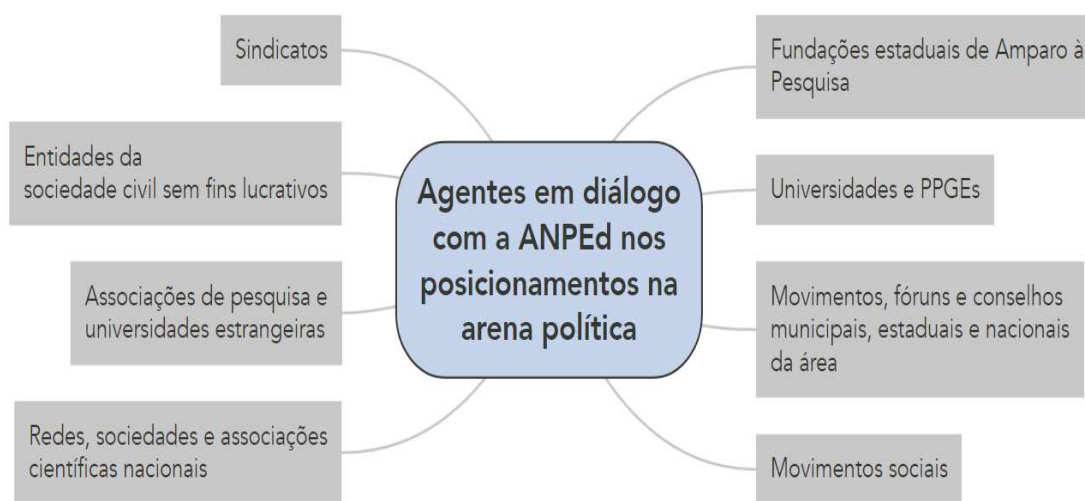 Sindicatos
Entidades da
sociedade civil sem fins lucrativos
Associações de pesquisa e
universidades estrangeiras
Redes, sociedades e associações
científicas nacionais
Agentes em diálogo
com a ANPEd nos
posicionamentos na
arena política
Fundações estaduais de Amparo à
Pesquisa
Universidades e PPGEs
Movimentos, fóruns e conselhos
municipais, estaduais e nacionais
da área
Movimentos sociais